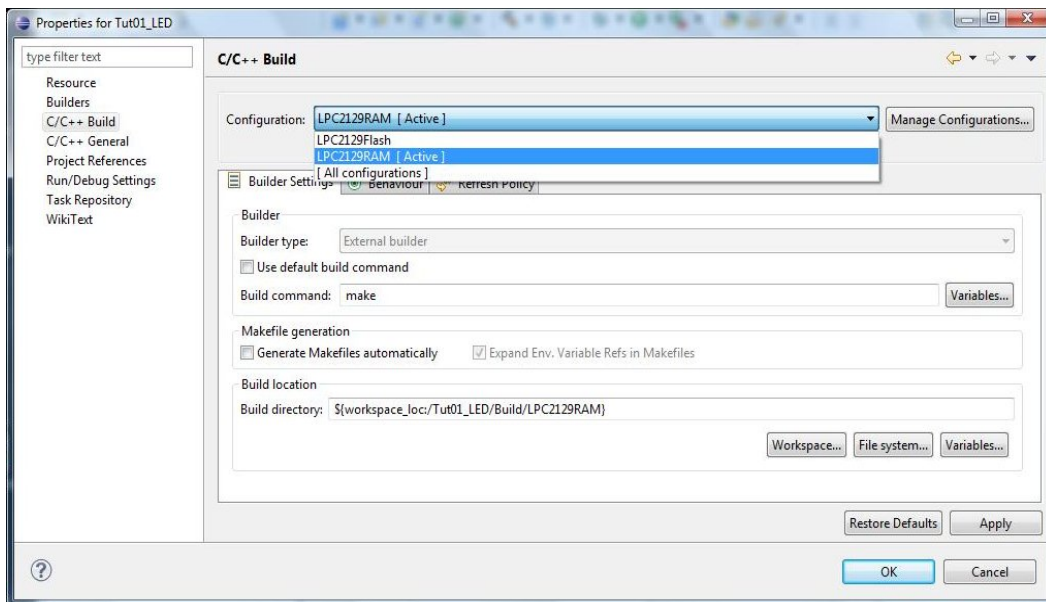 Properties for Tut01_LED
type filter text
Resource
Builders
C/C++ Build
C/C++ General
Project References
Run/Debug Settings
Task Repository
WikiText
C/C++ Build
Configuration: LPC2129RAM [ Active ] Manage Configurations...
LPC2129Flash
LPC2129RAM [ Active ]
[ All configurations ]
Builder Settings Behaviour Refresh Policy
Builder
Builder type: External builder
Use default build command
Build command: make Variables...
Makefile generation
Generate Makefiles automatically Expand Env. Variable Refs in Makefiles
Build location
Build directory: ${workspace_loc:/Tut01_LED/Build/LPC2129RAM}
Workspace... File system... Variables...
Restore Defaults Apply
? OK Cancel